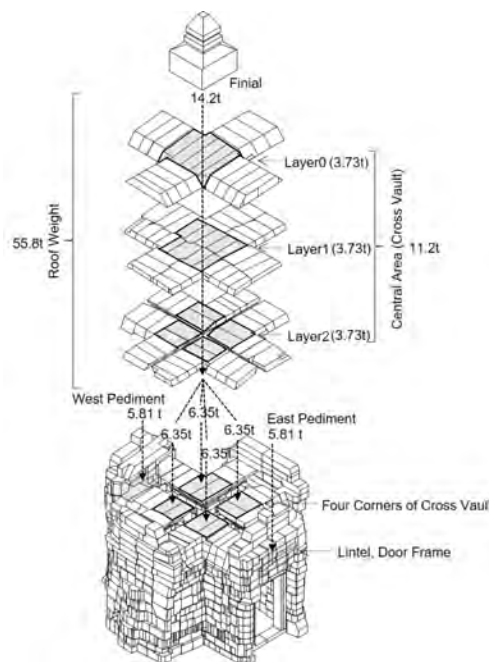 Finial
14.2t
Layer0 (3.73t)
Roof Weight
55.8t
Layer1 (3.73t)
Central Area (Cross Vault)
11.2t
Layer2 (3.73t)
West Pediment
5.81 t
6.35t
East Pediment
5.81 t
6.35t
6.35t
6.35t
Four Corners of Cross Vault
Lintel, Door Frame